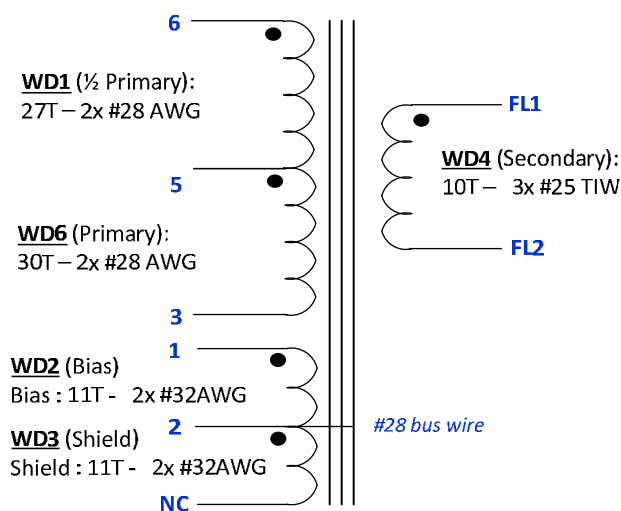 6
WD1 (½ Primary):
27T – 2x #28 AWG
5
WD6 (Primary):
30T – 2x #28 AWG
3
1
WD2 (Bias)
Bias : 11T - 2x #32AWG
2
WD3 (Shield)
Shield : 11T - 2x #32AWG
NC
FL1
WD4 (Secondary):
10T – 3x #25 TIW
FL2
#28 bus wire